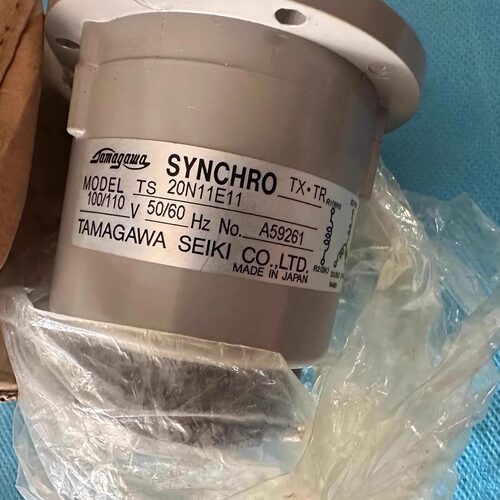 Tamagawa SYNCHRO TX・TR
MODEL TS 20N11E11
100/110 V 50/60 Hz No. A59261
TAMAGAWA SEIKI CO.,LTD.
MADE IN JAPAN